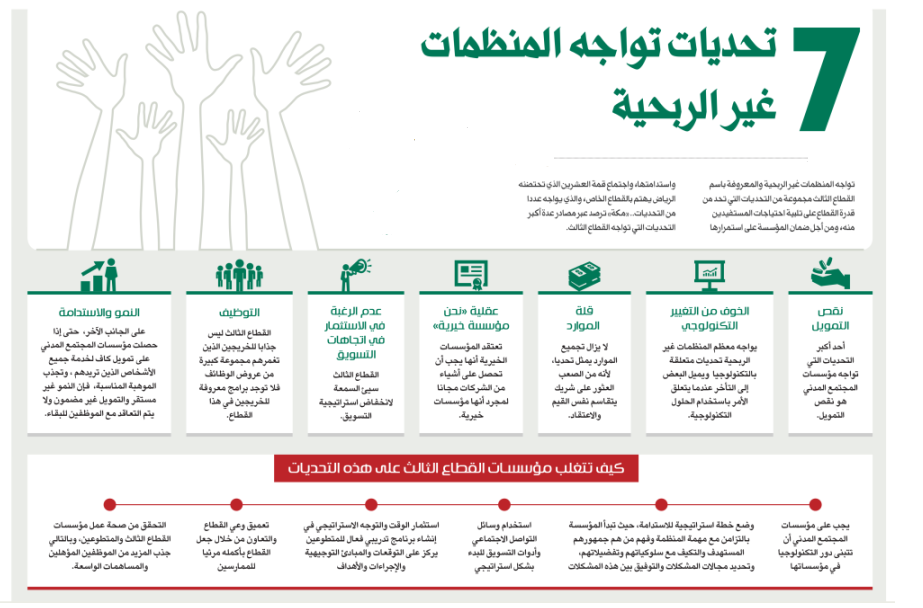 7
تحديات تواجه المنظمات
غير الربحية
تواجه المنظمات غير الربحية والمعروفة باسم
القطاع الثالث مجموعة من التحديات التي تحد من
قدرة القطاع على تلبية احتياجات المستفيدين
منه، ومن أجل ضمان المؤسسة على استمرارها
واستدامتها، واجتماع قمة العشرين الذي تحتضنه
الرياض يهتم بالقطاع الخاص، والذي يواجه عددا
من التحديات.. «مكة» ترصد عبر مصادر عدة أكبر
التحديات التي تواجه القطاع الثالث.
نقص
التمويل
أحد أكبر
التحديات التي
تواجه مؤسسات
المجتمع المدني
هو نقص
التمويل.
الخوف من التغيير
التكنولوجي
يواجه معظم المنظمات غير
الربحية تحديات متعلقة
بالتكنولوجيا ويميل البعض
إلى التأخر عندما يتعلق
الأمر باستخدام الحلول
التكنولوجية.
قلة
الموارد
لا يزال تجميع
الموارد يمثل تحديا،
لأنه من الصعب
العثور على شريك
يتقاسم نفس القيم
والاعتقاد.
عقلية «نحن
مؤسسة خيرية»
تعتقد المؤسسات
الخيرية أنها يجب أن
تحصل على أشياء
من الشركات مجانا
لمجرد أنها مؤسسات
خيرية.
عدم الرغبة
في الاستثمار
في اتجاهات
التسويق
القطاع الثالث
سيئ السمعة
لانخفاض استراتيجية
التسويق.
التوظيف
القطاع الثالث ليس
جذابا للخريجين الذين
تغمرهم مجموعة كبيرة
من عروض الوظائف
فلا توجد برامج معروفة
للخريجين في هذا
القطاع.
النمو والاستدامة
على الجانب الآخر، حتى إذا
حصلت مؤسسات المجتمع المدني
على تمويل كاف لخدمة جميع
الأشخاص الذين تريدهم، وتجذب
الموهبة المناسبة، فإن النمو غير
مستقر والتمويل غير مضمون ولا
يتم التعاقد مع الموظفين للبقاء.
كيف تتغلب مؤسسات القطاع الثالث على هذه التحديات
يجب على مؤسسات
المجتمع المدني أن
تتبنى دور التكنولوجيا
في مؤسساتها
وضع خطة استراتيجية للاستدامة، حيث تبدأ المؤسسة
بالتزامن مع مهمة المنظمة وفهم من هم جمهورهم
المستهدف والتكيف مع سلوكياتهم وتفضيلاتهم،
وتحديد مجالات المشكلات والتوفيق بين هذه المشكلات
استخدام وسائل
التواصل الاجتماعي
وأدوات التسويق للبدء
بشكل استراتيجي
استثمار الوقت والتوجه الاستراتيجي في
إنشاء برنامج تدريبي فعال للمتطوعين
يركز على التوقعات والمبادئ التوجيهية
والإجراءات والأهداف
تعميق وعي القطاع
والتعاون من خلال جعل
القطاع بأكمله مرئيا
للممارسين
التحقق من صحة عمل مؤسسات
القطاع الثالث والمتطوعين، وبالتالي
جذب المزيد من الموظفين المؤهلين
والمساهمات الواسعة.